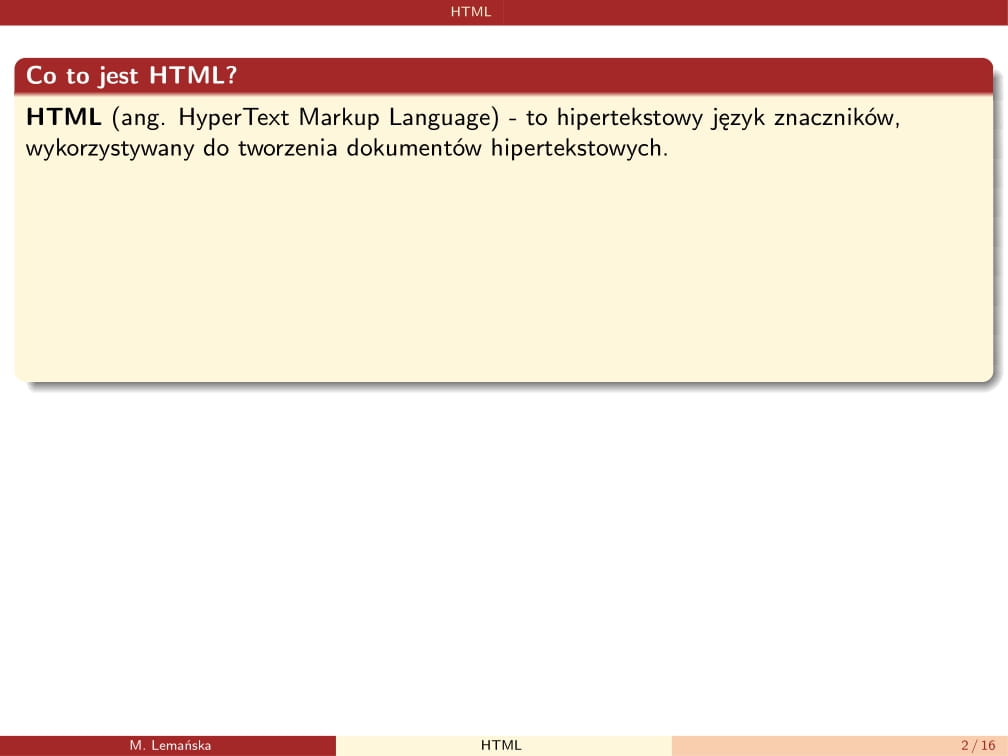 HTML
Co to jest HTML?
HTML (ang. HyperText Markup Language) - to hipertekstowy język znaczników,
wykorzystywany do tworzenia dokumentów hipertekstowych.
M. Lemańska
HTML
2 / 16